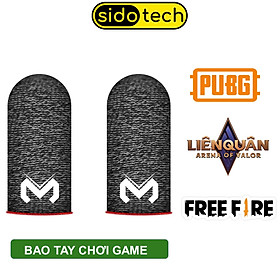 sidotech
PUBG
LIÊNQUÂN
ARENA OF VALOR
FREE FIRE
BAO TAY CHƠI GAME